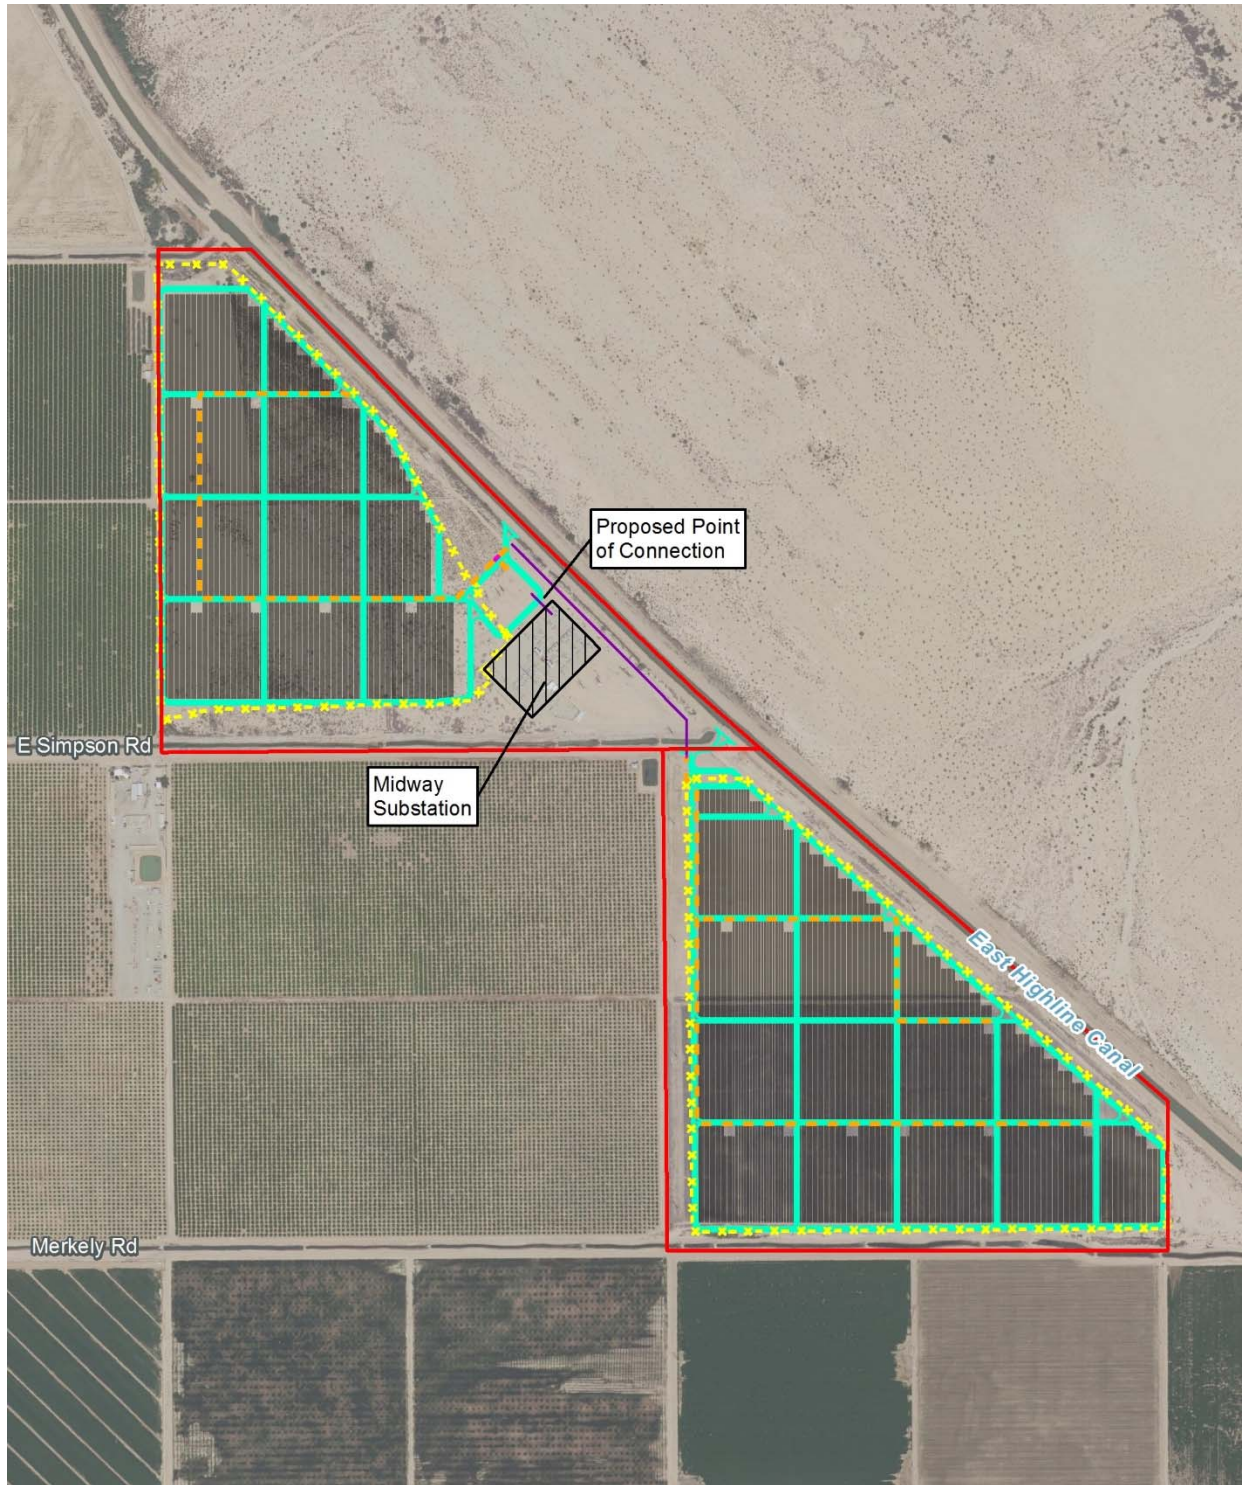 Proposed Point
of Connection
E Simpson Rd
Midway
Substation
East Highline Canal
Merkely Rd